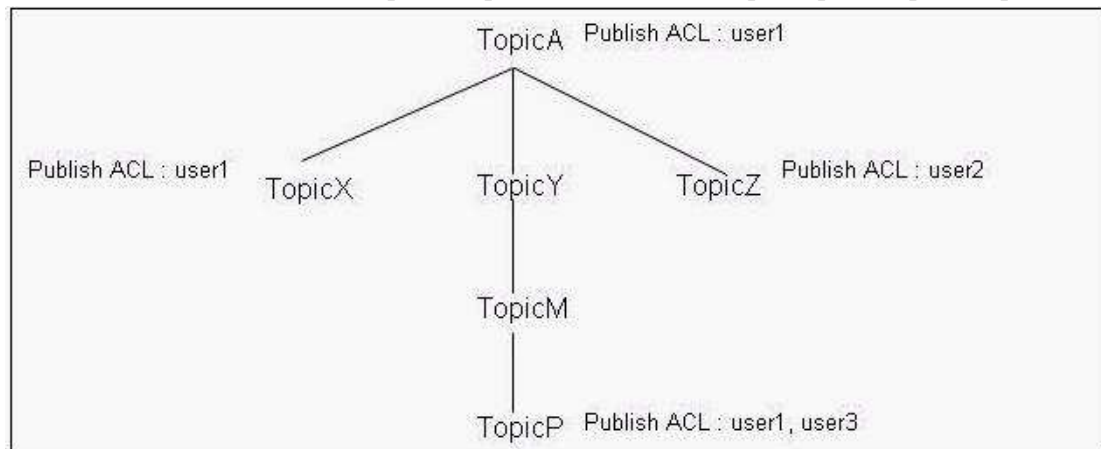 TopicA Publish ACL : user1
Publish ACL : user1 TopicX TopicY TopicZ Publish ACL : user2
TopicM
TopicP Publish ACL : user1, user3